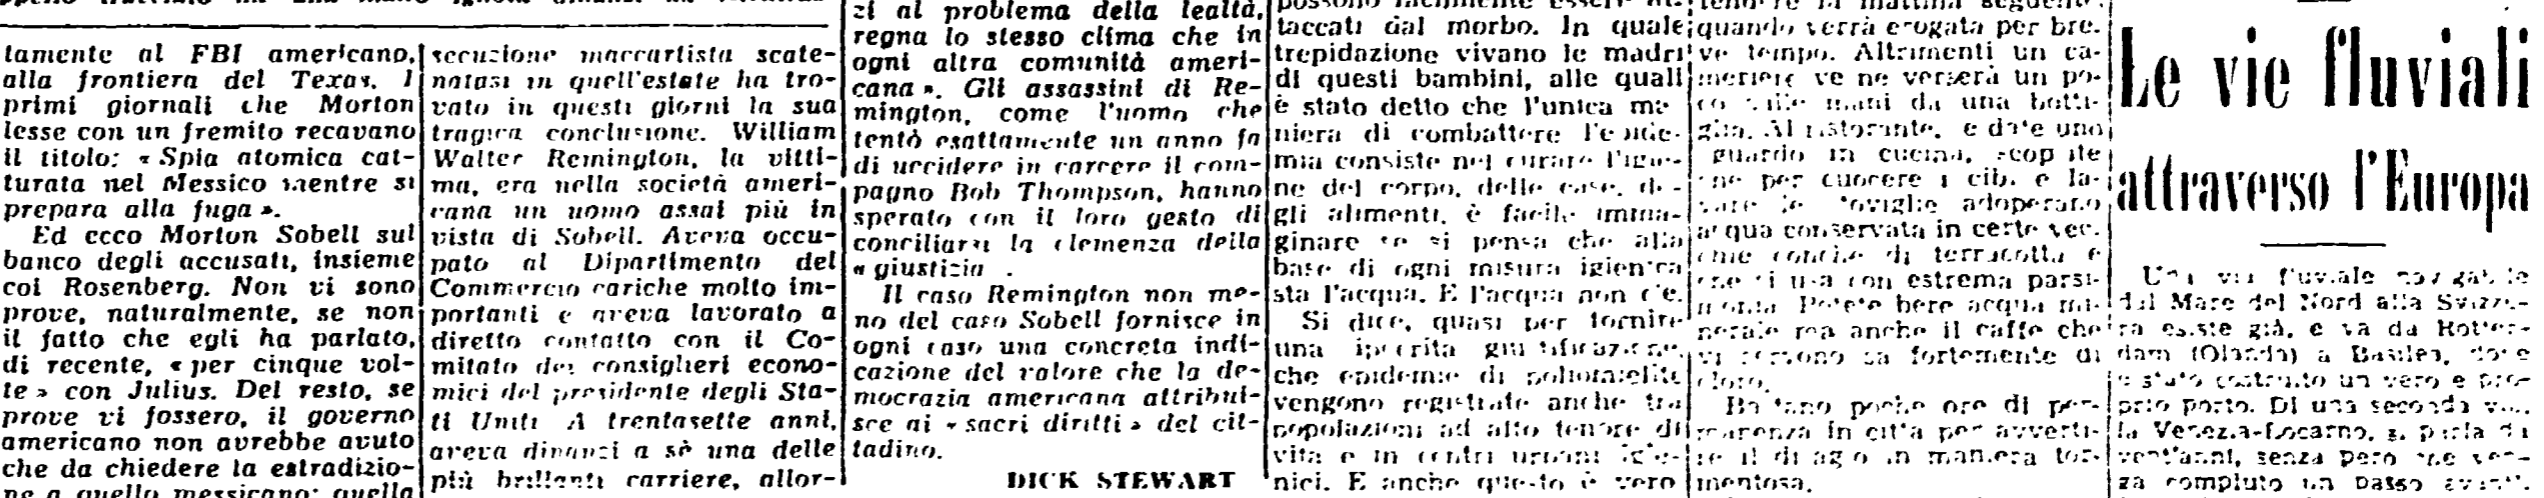 tamente al FBI americano,
alla frontiera del Texas. I
primi giornali che Morton
lesse con un fremito recavano
il titolo: « Spia atomica cat-
turata nel Messico mentre si
prepara alla fuga ».
Ed ecco Morton Sobell sul
banco degli accusati, insieme
coi Rosenberg. Non vi sono
prove, naturalmente, se non
il fatto che egli ha parlato,
di recente, « per cinque vol-
te » con Julius. Del resto, se
prove vi fossero, il governo
americano non avrebbe avuto
che da chiedere la estradizio-
ne a quello messicano: quella
secuzione maccartista scate-
natasi in quell'estate ha tro-
vato in questi giorni la sua
tragica conclusione. William
Walter Remington, la vitti-
ma, era nella società ameri-
cana un uomo assai più in
vista di Sobell. Aveva occu-
pato al Dipartimento del
Commercio cariche molto im-
portanti e aveva lavorato a
diretto contatto con il Co-
mitato dei consiglieri econo-
mici del presidente degli Sta-
ti Uniti A trentasette anni,
aveva dinanzi a sè una delle
più brillanti carriere, allor-
zi al problema della lealtà,
regna lo stesso clima che in
ogni altra comunità ameri-
cana ». Gli assassini di Re-
mington, come l'uomo che
tentò esattamente un anno fa
di uccidere in carcere il com-
pagno Bob Thompson, hanno
sperato con il loro gesto di
conciliarsi la clemenza della
« giustizia .
Il caso Remington non me-
no del caso Sobell fornisce in
ogni caso una concreta indi-
cazione del valore che la de-
mocrazia americana attribui-
sce ai « sacri diritti » del cit-
tadino.
DICK STEWART
possono facilmente essere at-
taccati dal morbo. In quale
trepidazione vivano le madri
di questi bambini, alle quali
è stato detto che l'unica ma-
niera di combattere l'epide-
mia consiste nel curare l'igie-
ne del corpo, delle case, de-
gli alimenti, è facile imma-
ginare se si pensa che alla
base di ogni misura igienica
sta l'acqua. E l'acqua non c'è.
Si dice, quasi per fornire
una ipocrita giustificazione,
che epidemie di poliomielite
vengono registrate anche tra
popolazioni ad alto tenore di
vita e in centri urbani igie-
nici. E anche questo è vero
quando verrà erogata per bre-
ve tempo. Altrimenti un ca-
meriere ve ne verserà un po-
co sulle mani da una botti-
glia. Al ristorante, e date uno
sguardo in cucina, scoprite
che per cuocere i cibi e la-
vare le stoviglie adoperano
acqua conservata in certe vec-
chie conche di terracotta e
che si usa con estrema parsi-
monia. Potete bere acqua mi-
nerale ma anche il caffè che
vi servono sa fortemente di
cloro.
Bastano poche ore di per-
manenza in città per avverti-
re il disagio in maniera tor-
mentosa.
Le vie fluviali
attraverso l'Europa
Una via fluviale navigabile
dal Mare del Nord alla Svizze-
ra esiste già, e va da Rotter-
dam (Olanda) a Basilea, dove
è stato costruito un vero e pro-
prio porto. Di una seconda via,
la Venezia-Locarno, si parla da
vent'anni, senza però che ven-
ga compiuto un passo avanti.